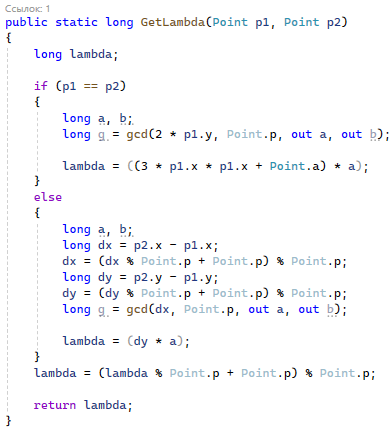 Ссылок: 1
public static long GetLambda(Point p1, Point p2)
{
    long lambda;

    if (p1 == p2)
    {
        long a, b;
        long g = gcd(2 * p1.y, Point.p, out a, out b);

        lambda = ((3 * p1.x * p1.x + Point.a) * a);
    }
    else
    {
        long a, b;
        long dx = p2.x - p1.x;
        dx = (dx % Point.p + Point.p) % Point.p;
        long dy = p2.y - p1.y;
        dy = (dy % Point.p + Point.p) % Point.p;
        long g = gcd(dx, Point.p, out a, out b);

        lambda = (dy * a);
    }
    lambda = (lambda % Point.p + Point.p) % Point.p;

    return lambda;
}